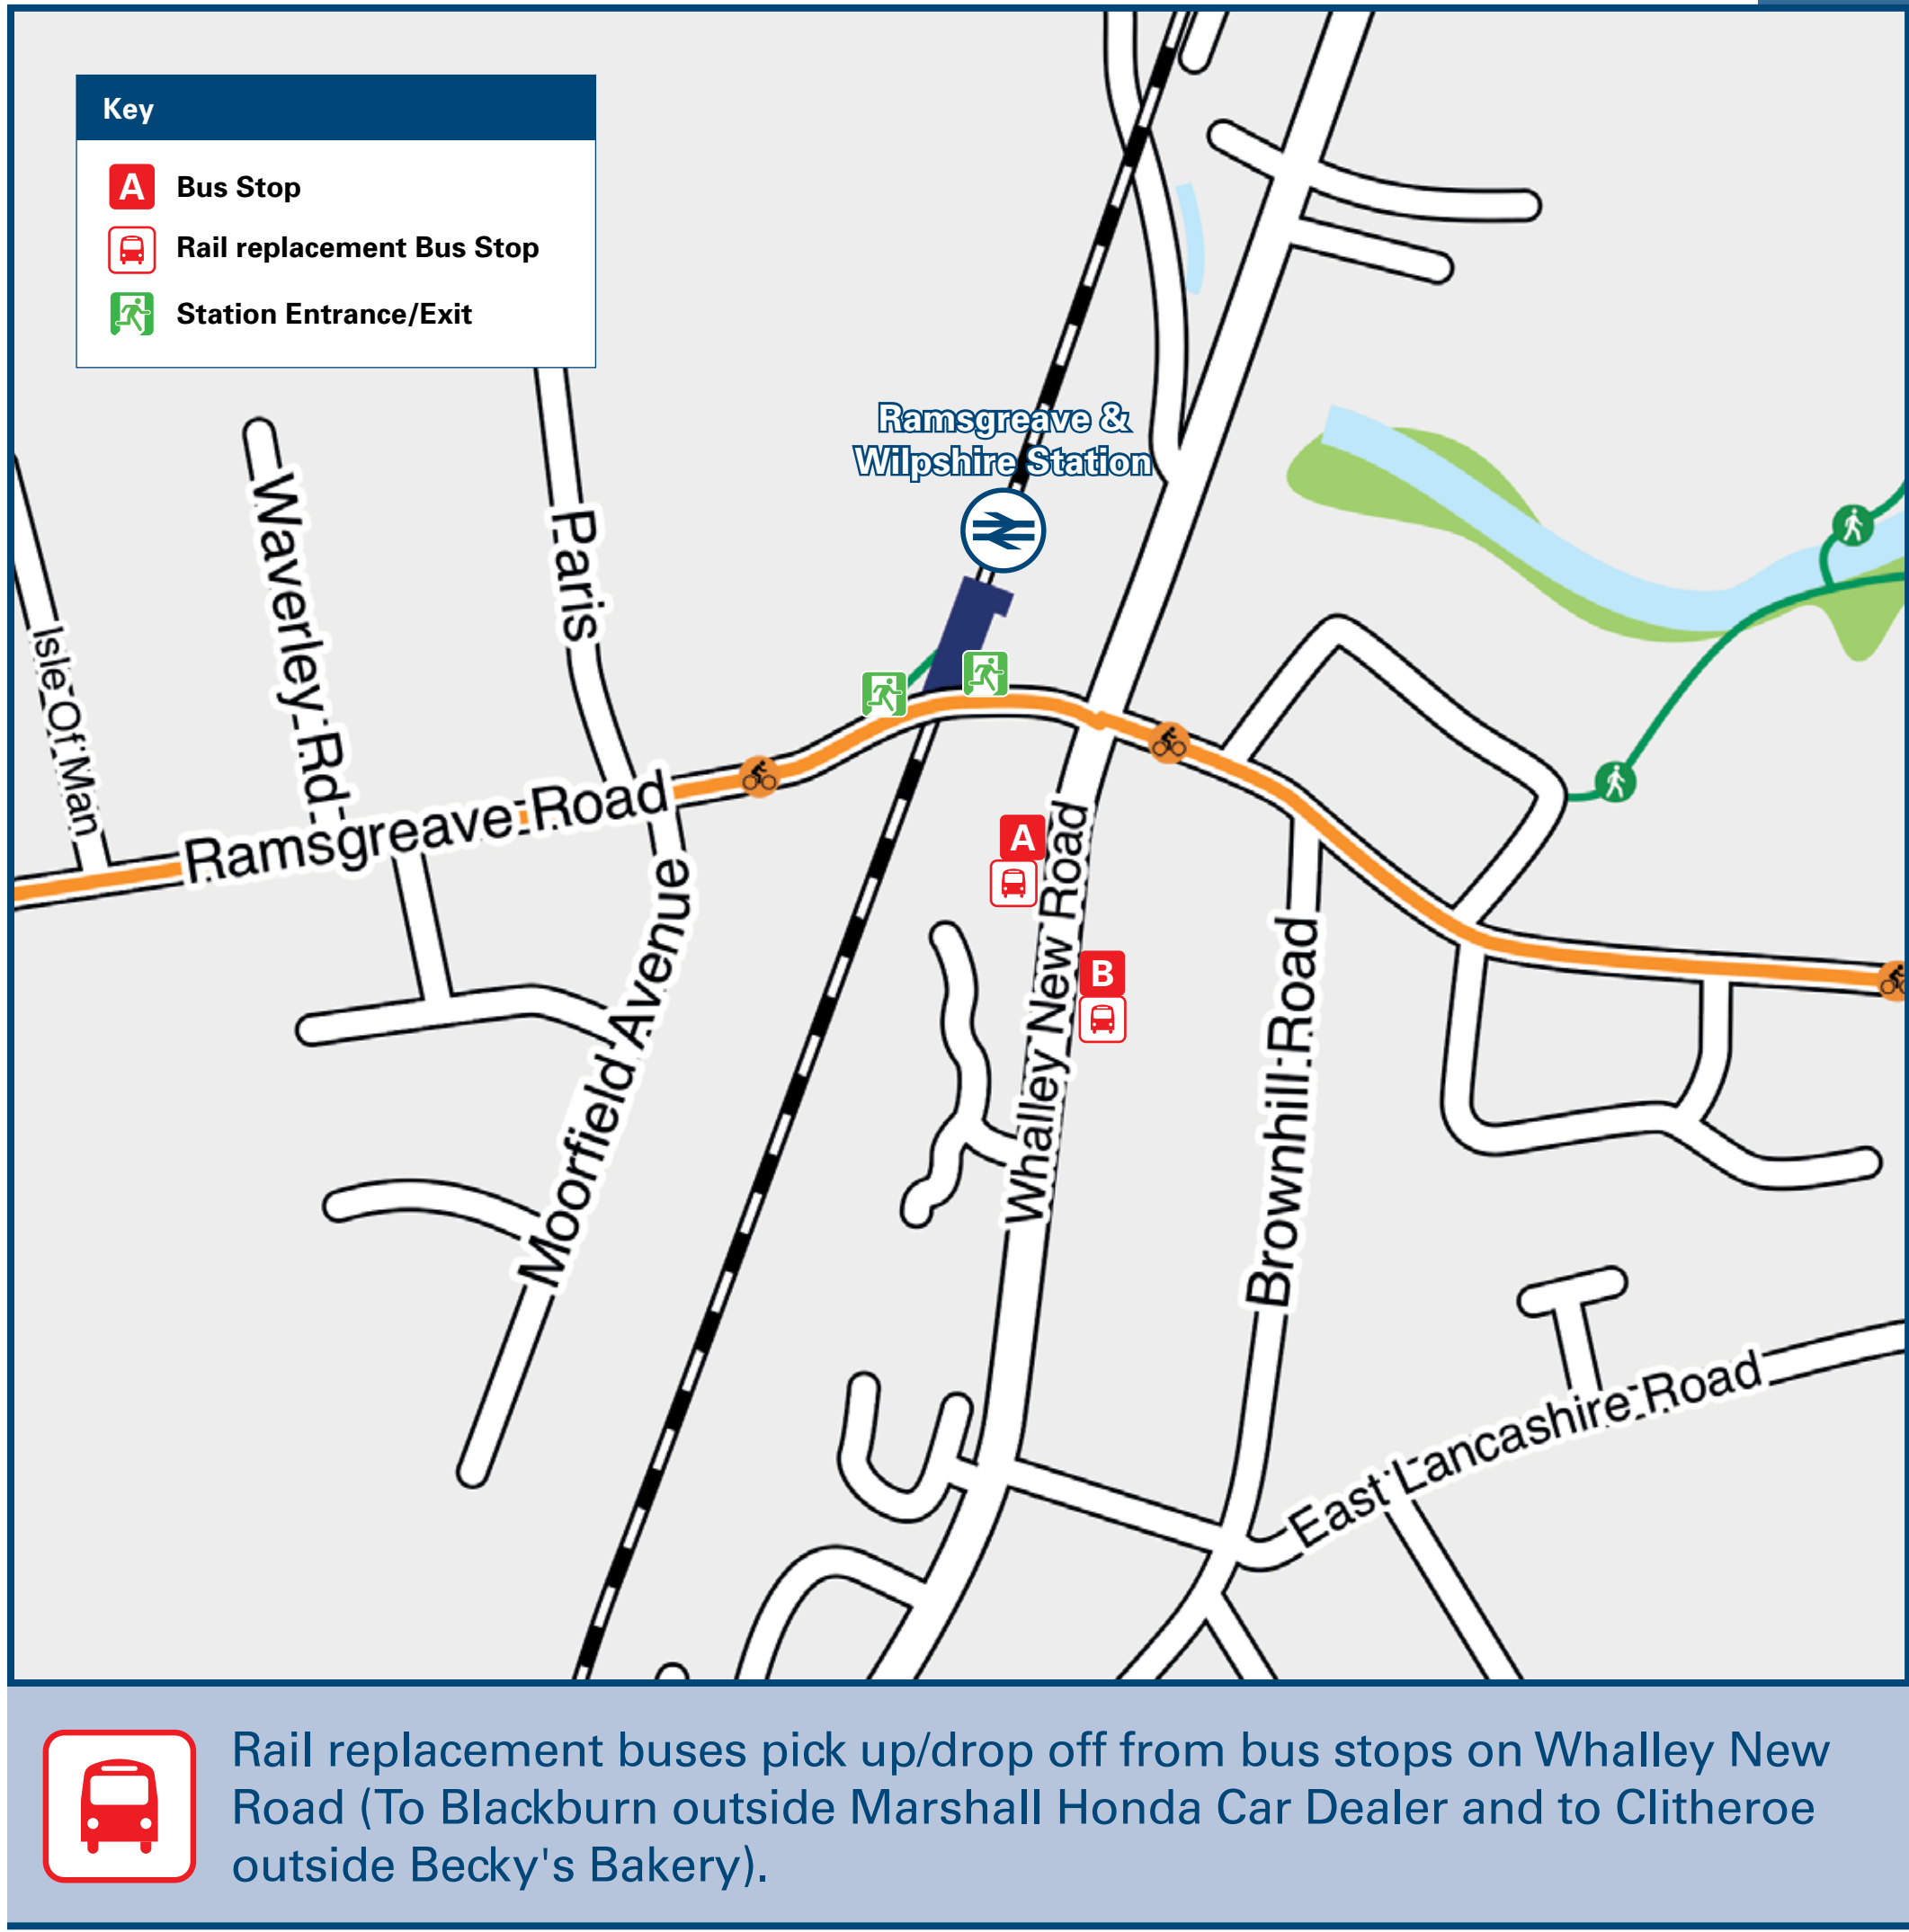 Key
A Bus Stop
Rail replacement Bus Stop
Station Entrance/Exit
Ramsgreave &
Wilpshire Station
Waverley Rd
Paris
Isle Of Man
Ramsgreave Road
Moorfield Avenue
A
B
Whalley New Road
Brownhill Road
East Lancashire Road
Rail replacement buses pick up/drop off from bus stops on Whalley New
Road (To Blackburn outside Marshall Honda Car Dealer and to Clitheroe
outside Becky's Bakery).